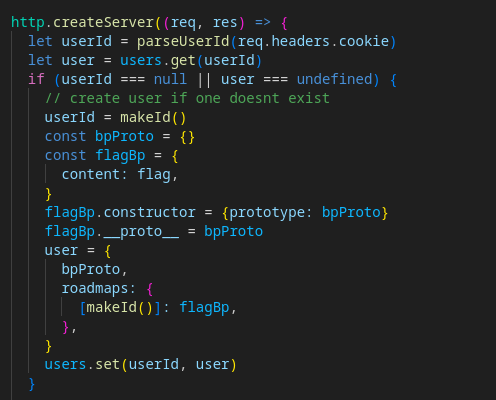 http.createServer((req, res) => {
let userId = parseUserId(req.headers.cookie)
let user = users.get(userId)
if (userId === null || user === undefined) {
// create user if one doesnt exist
userId = makeId()
const bpProto = {}
const flagBp = {
content: flag,
}
flagBp.constructor = {prototype: bpProto}
flagBp.__proto__ = bpProto
user = {
bpProto,
roadmaps: {
[makeId()]: flagBp,
},
}
users.set(userId, user)
}